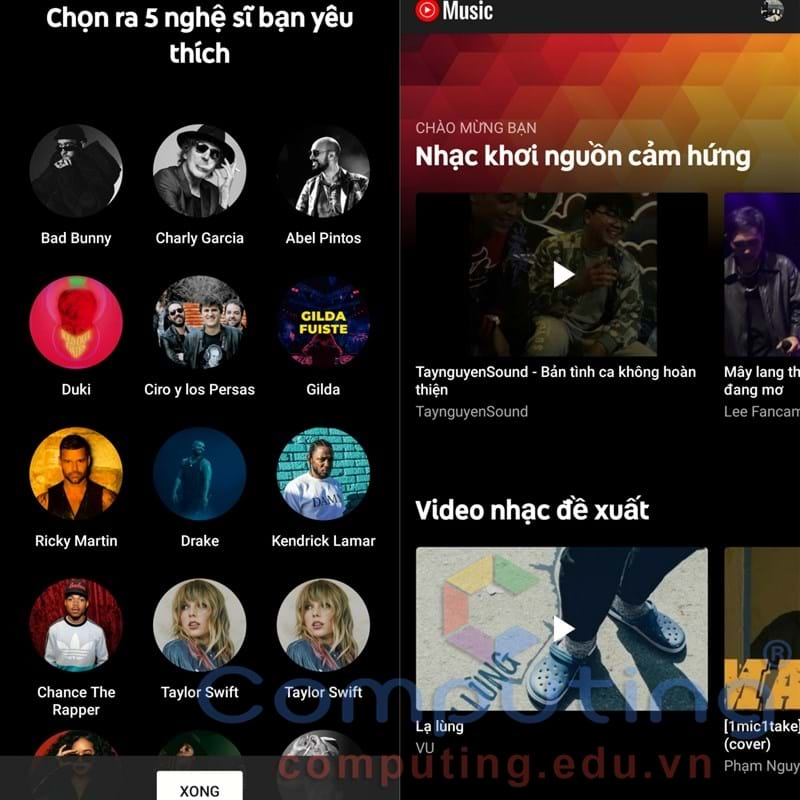 Chọn ra 5 nghệ sĩ bạn yêu
thích
Bad Bunny
Charly Garcia
Abel Pintos
GILDA
FUISTE
Duki
Ciro y los Persas
Gilda
Ricky Martin
Drake
Kendrick Lamar
Chance The
Rapper
Taylor Swift
Taylor Swift
XONG
Music
CHÀO MỪNG BẠN
Nhạc khơi nguồn cảm hứng
TaynguyenSound - Bản tình ca không hoàn
thiện
TaynguyenSound
Mây lang th
đang mơ
Lee Fancam
Video nhạc đề xuất
LÙNG
Lạ lùng
VU
[1mic1take]
(cover)
Phạm Nguy
Computing ®
computing.edu.vn